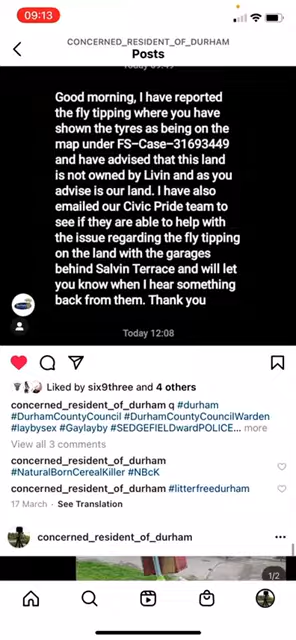 09:13
CONCERNED_RESIDENT_OF_DURHAM
Posts
Today 09:49
Good morning, I have reported
the fly tipping where you have
shown the tyres as being on the
map under FS-Case-31693449
and have advised that this land
is not owned by Livin and as you
advise is our land. I have also
emailed our Civic Pride team to
see if they are able to help with
the issue regarding the fly tipping
on the land with the garages
behind Salvin Terrace and will let
you know when I hear something
back from them. Thank you
Today 12:08
Liked by six9three and 4 others
concerned_resident_of_durham q #durham
#DurhamCountyCouncil #DurhamCountyCouncilWarden
#laybysex #Gaylayby #SEDGEFIELDwardPOLICE... more
View all 3 comments
concerned_resident_of_durham
#NaturalBornCerealKiller #NBcK
concerned_resident_of_durham #litterfreedurham
17 March · See Translation
concerned_resident_of_durham
1/2